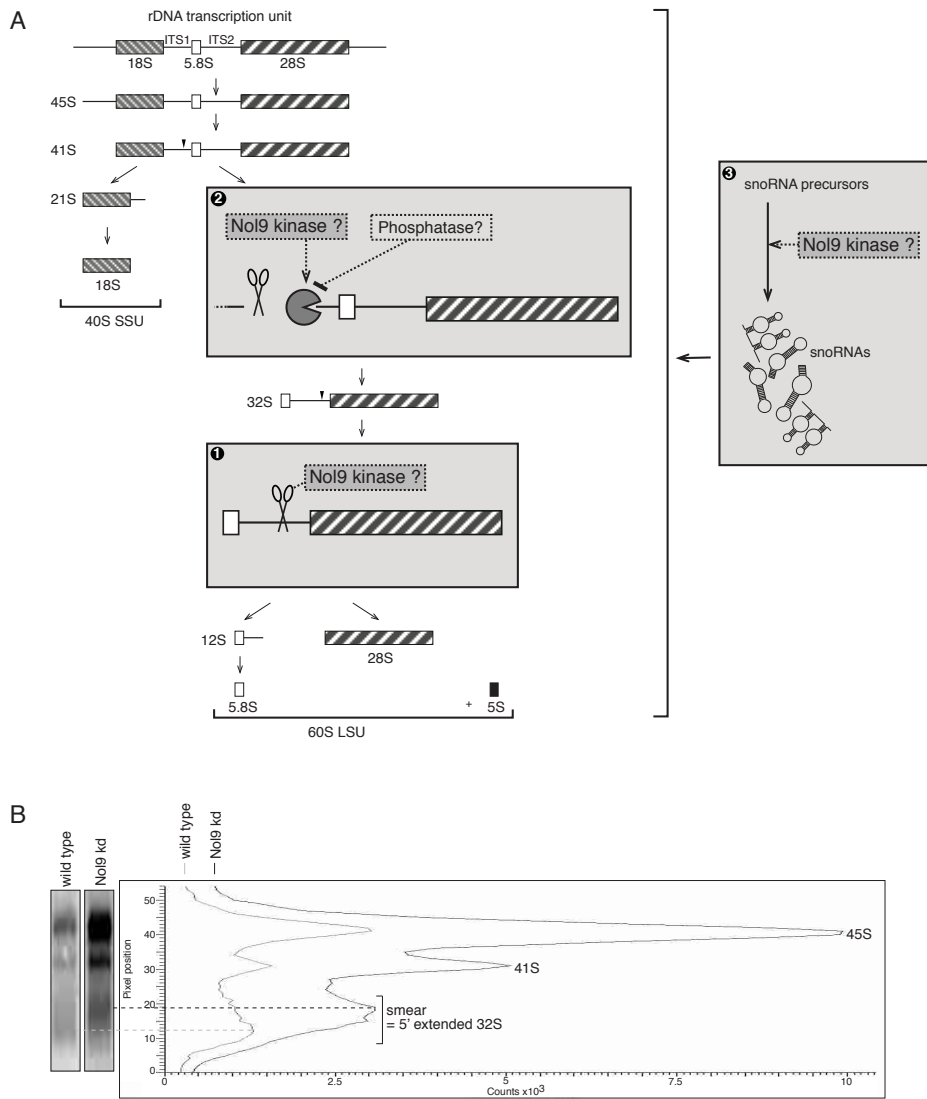 A
rDNA transcription unit
ITS1 ITS2
18S 5.8S 28S
45S
41S
21S
18S
40S SSU
2
Nol9 kinase ?
Phosphatase?
32S
1
Nol9 kinase ?
12S
28S
5.8S + 5S
60S LSU
3
snoRNA precursors
Nol9 kinase ?
snoRNAs
B
wild type
Nol9 kd
wild type
Nol9 kd
Pixel position
50
40
30
20
10
0
45S
41S
smear
= 5' extended 32S
0 2.5 5 7.5 10
Counts x10³